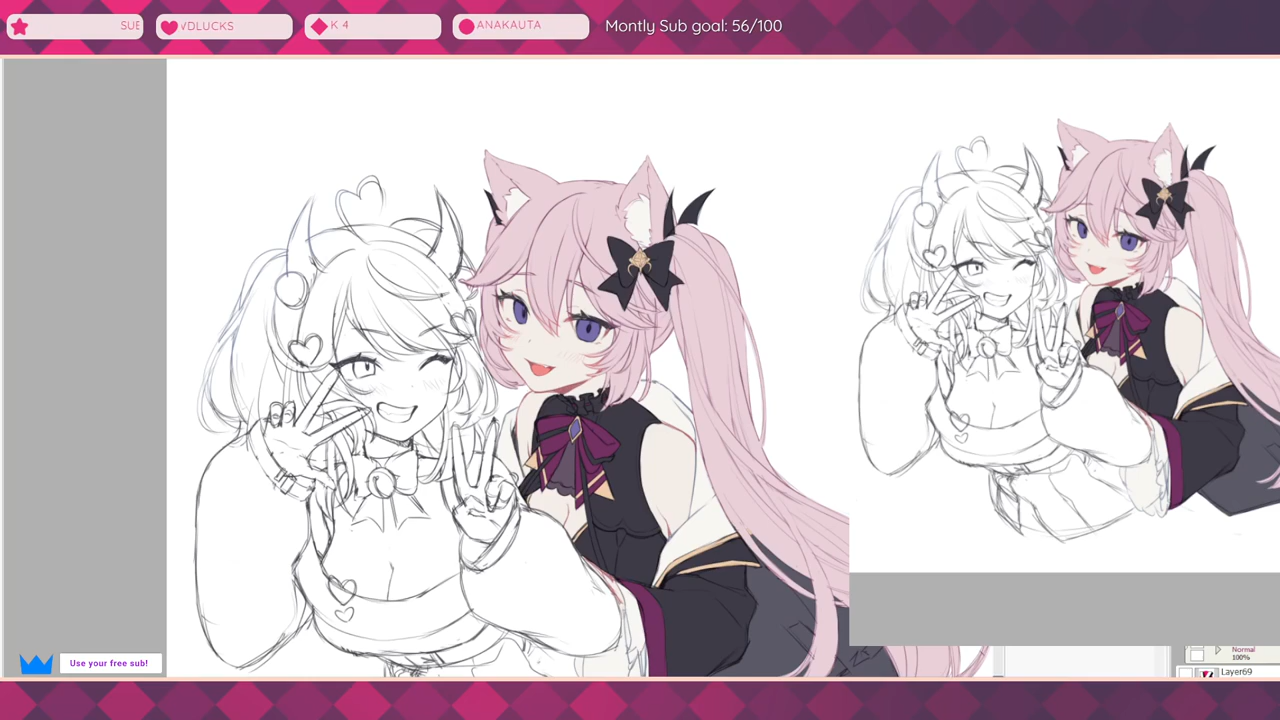 SUE
VDLUCKS
K 4
ANAKAUTA
Montly Sub goal: 56/100
Use your free sub!
Normal
100%
Layer69